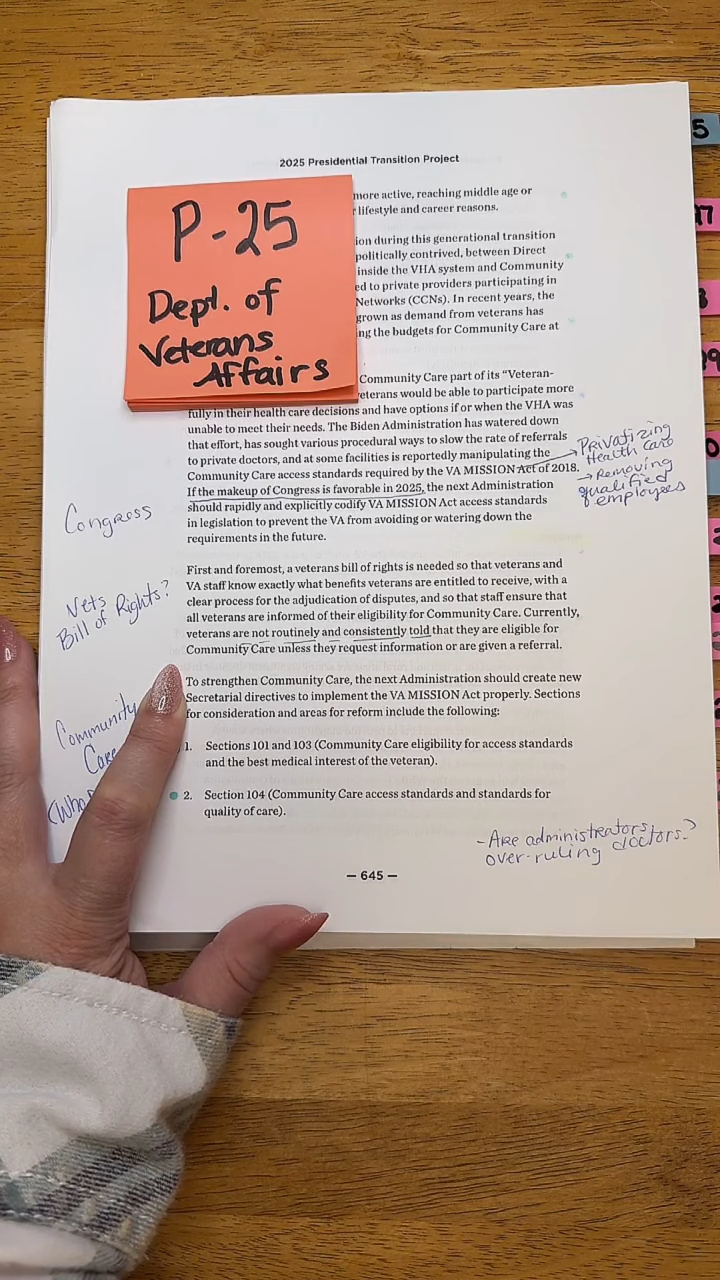 2025 Presidential Transition Project
more active, reaching middle age or
lifestyle and career reasons.
ion during this generational transition
politically contrived, between Direct
inside the VHA system and Community
ed to private providers participating in
Networks (CCNs). In recent years, the
grown as demand from veterans has
ng the budgets for Community Care at
P-25
Dept. of
Veterans
Affairs
Community Care part of its “Veteran-
eterans would be able to participate more
fully in their health care decisions and have options if or when the VHA was
unable to meet their needs. The Biden Administration has watered down
that effort, has sought various procedural ways to slow the rate of referrals
to private doctors, and at some facilities is reportedly manipulating the
Community Care access standards required by the VA MISSION Act of 2018.
If the makeup of Congress is favorable in 2025, the next Administration
should rapidly and explicitly codify VA MISSION Act access standards
in legislation to prevent the VA from avoiding or watering down the
requirements in the future.
Privatizing
Health Care
→ Removing
qualified
employees
Congress
First and foremost, a veterans bill of rights is needed so that veterans and
VA staff know exactly what benefits veterans are entitled to receive, with a
clear process for the adjudication of disputes, and so that staff ensure that
all veterans are informed of their eligibility for Community Care. Currently,
veterans are not routinely and consistently told that they are eligible for
Community Care unless they request information or are given a referral.
Vets
Bill of Rights?
To strengthen Community Care, the next Administration should create new
Secretarial directives to implement the VA MISSION Act properly. Sections
for consideration and areas for reform include the following:
Community
Care
1. Sections 101 and 103 (Community Care eligibility for access standards
and the best medical interest of the veteran).
2. Section 104 (Community Care access standards and standards for
quality of care).
-Are administrators
over-ruling doctors?
— 645 —
5